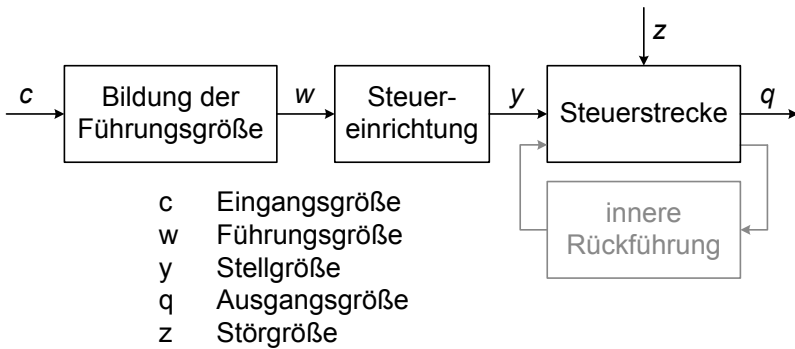 z
c
Bildung der
Führungsgröße
w
Steuer-
einrichtung
y
Steuerstrecke
q
innere
Rückführung
c Eingangsgröße
w Führungsgröße
y Stellgröße
q Ausgangsgröße
z Störgröße